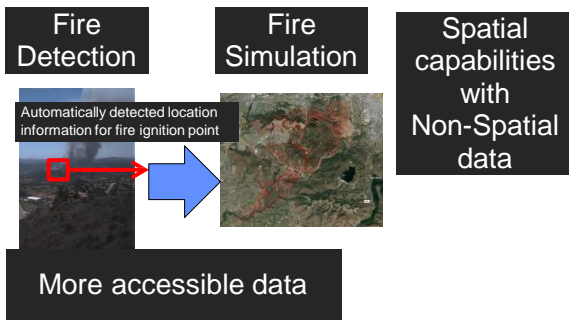 Fire
Detection
Fire
Simulation
Spatial
capabilities
with
Non-Spatial
data
Automatically detected location
information for fire ignition point
More accessible data